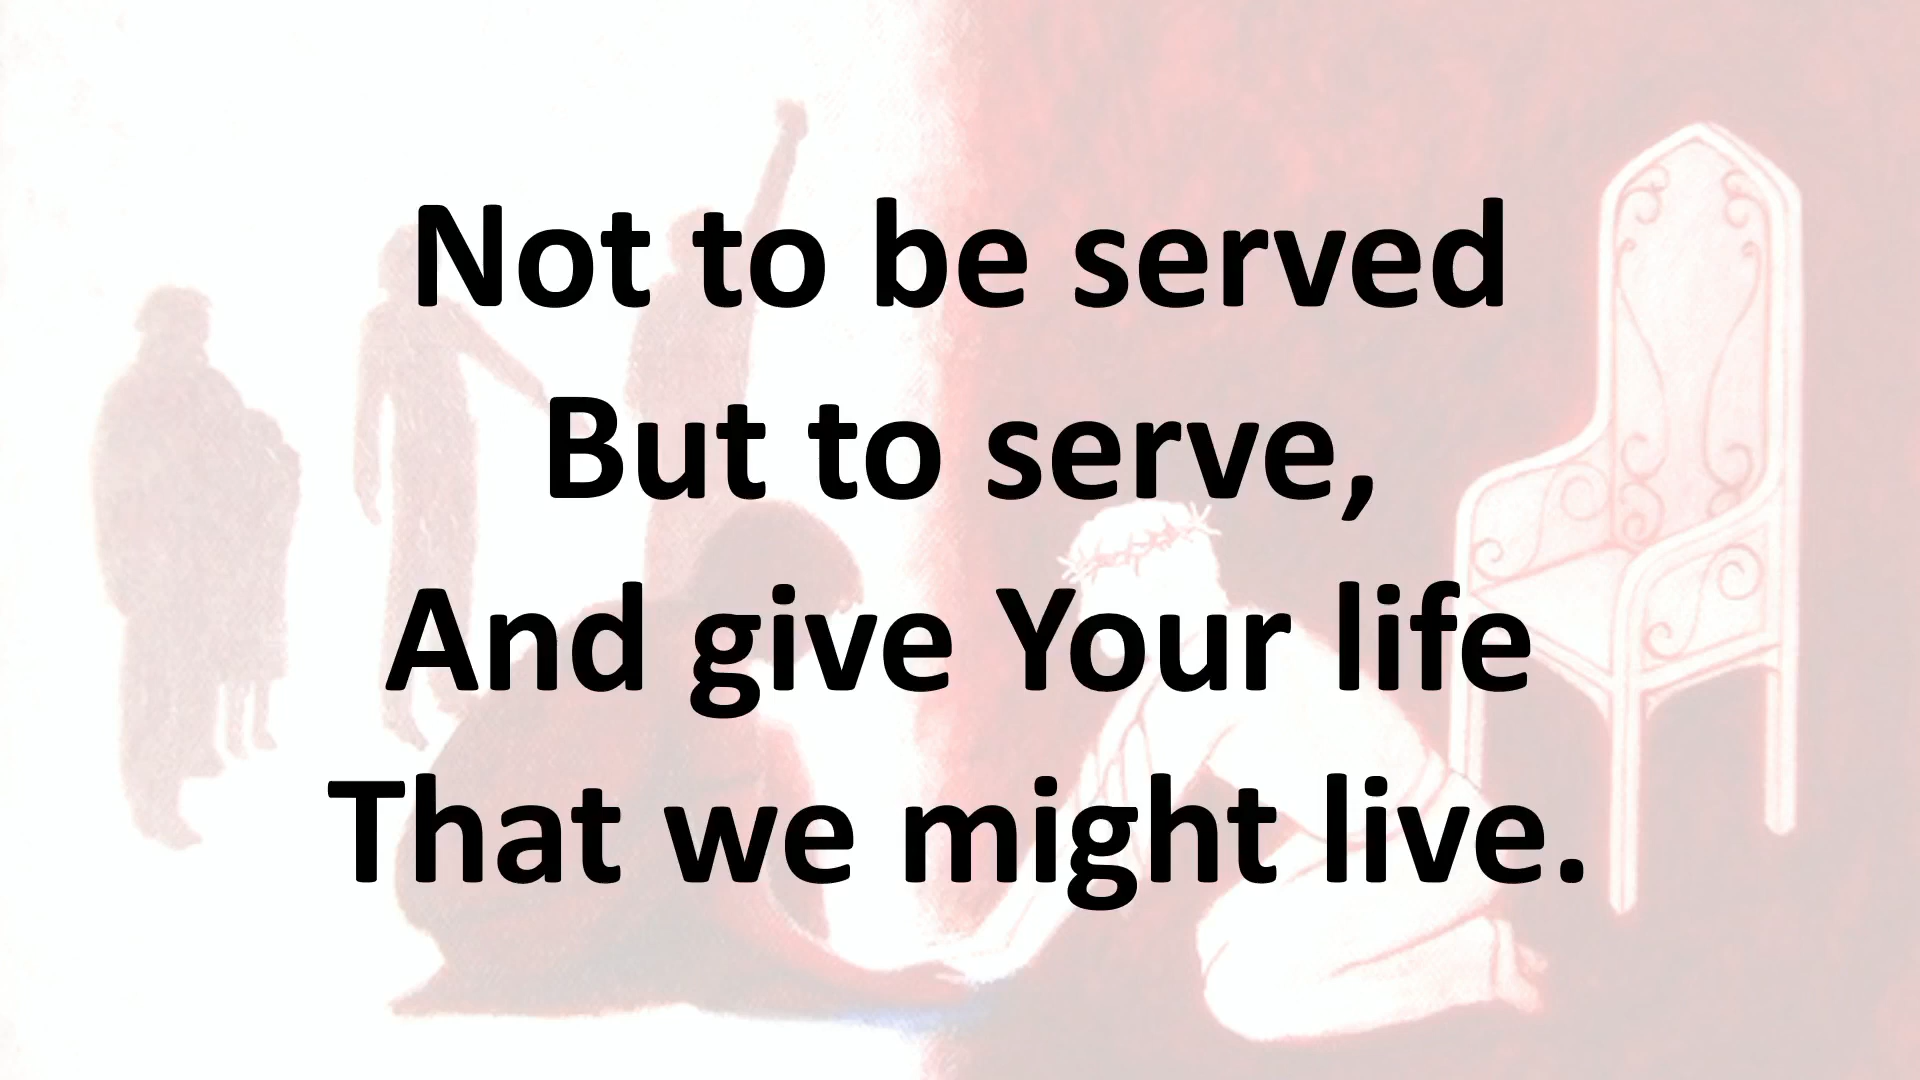 Not to be served
But to serve,
And give Your life
That we might live.